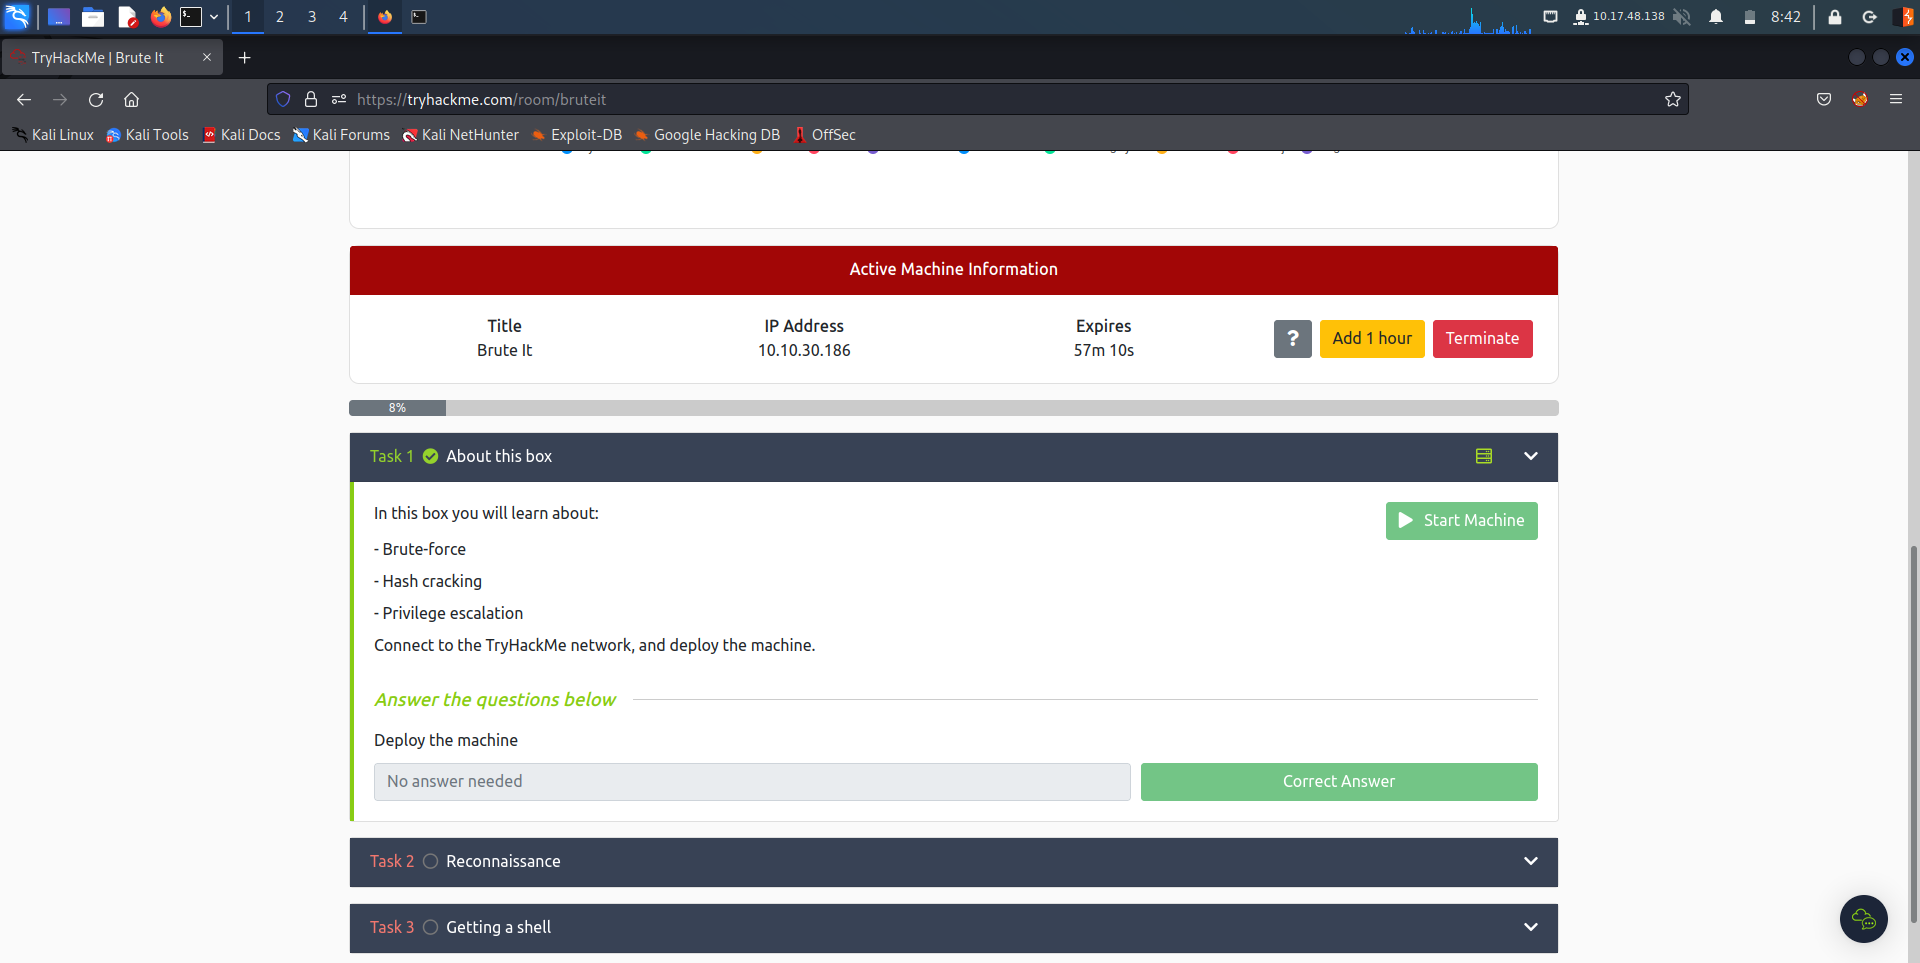 1 2 3 4
10.17.48.138
8:42
TryHackMe | Brute It
https://tryhackme.com/room/bruteit
Kali Linux Kali Tools Kali Docs Kali Forums Kali NetHunter Exploit-DB Google Hacking DB OffSec
Active Machine Information
Title IP Address Expires
Brute It 10.10.30.186 57m 10s
? Add 1 hour Terminate
8%
Task 1 About this box
In this box you will learn about:
Start Machine
- Brute-force
- Hash cracking
- Privilege escalation
Connect to the TryHackMe network, and deploy the machine.
Answer the questions below
Deploy the machine
No answer needed Correct Answer
Task 2 Reconnaissance
Task 3 Getting a shell